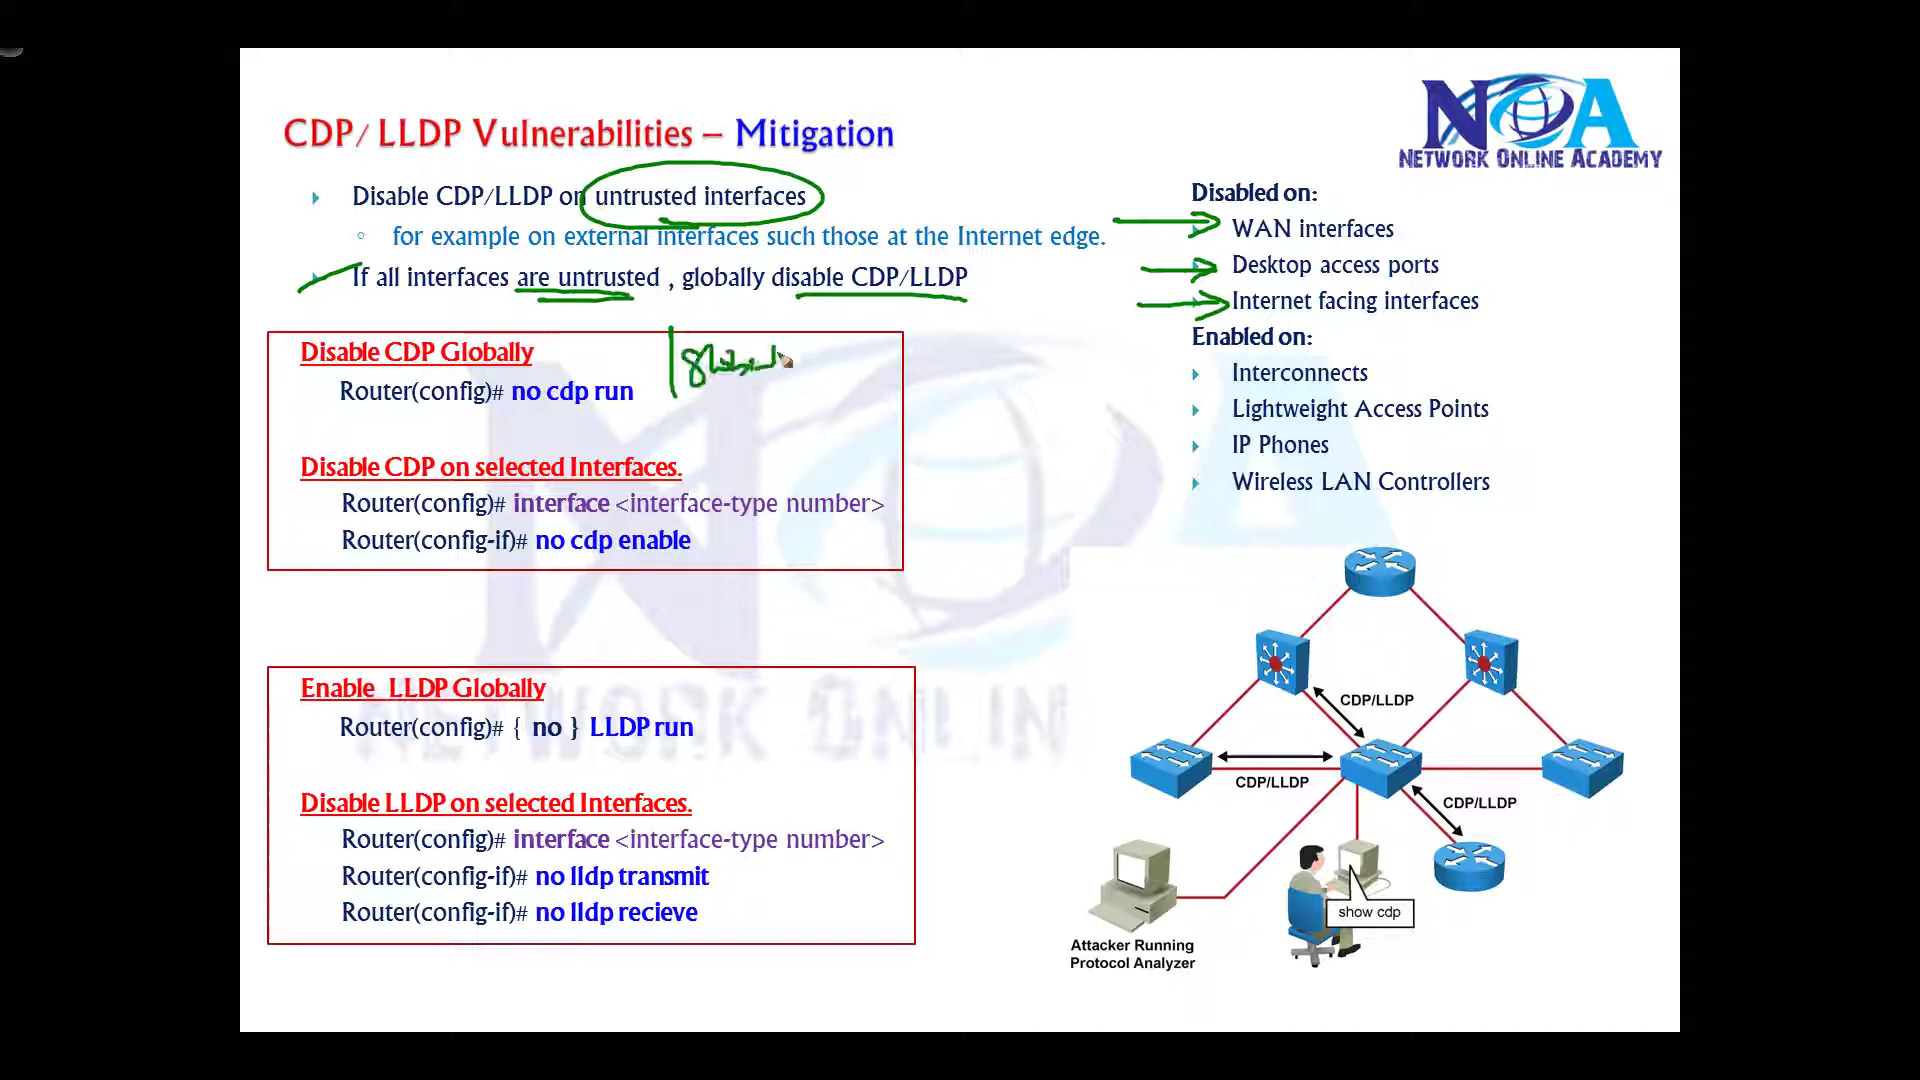 NOA
NETWORK ONLINE ACADEMY
CDP/ LLDP Vulnerabilities – Mitigation
Disable CDP/LLDP on untrusted interfaces
for example on external interfaces such those at the Internet edge.
If all interfaces are untrusted , globally disable CDP/LLDP
Disable CDP Globally
Router(config)# no cdp run
Disable CDP on selected Interfaces.
Router(config)# interface <interface-type number>
Router(config-if)# no cdp enable
Enable LLDP Globally
Router(config)# { no } LLDP run
Disable LLDP on selected Interfaces.
Router(config)# interface <interface-type number>
Router(config-if)# no lldp transmit
Router(config-if)# no lldp recieve
Disabled on:
WAN interfaces
Desktop access ports
Internet facing interfaces
Enabled on:
Interconnects
Lightweight Access Points
IP Phones
Wireless LAN Controllers
CDP/LLDP
CDP/LLDP
CDP/LLDP
show cdp
Attacker Running
Protocol Analyzer
NETWORK ONLIN